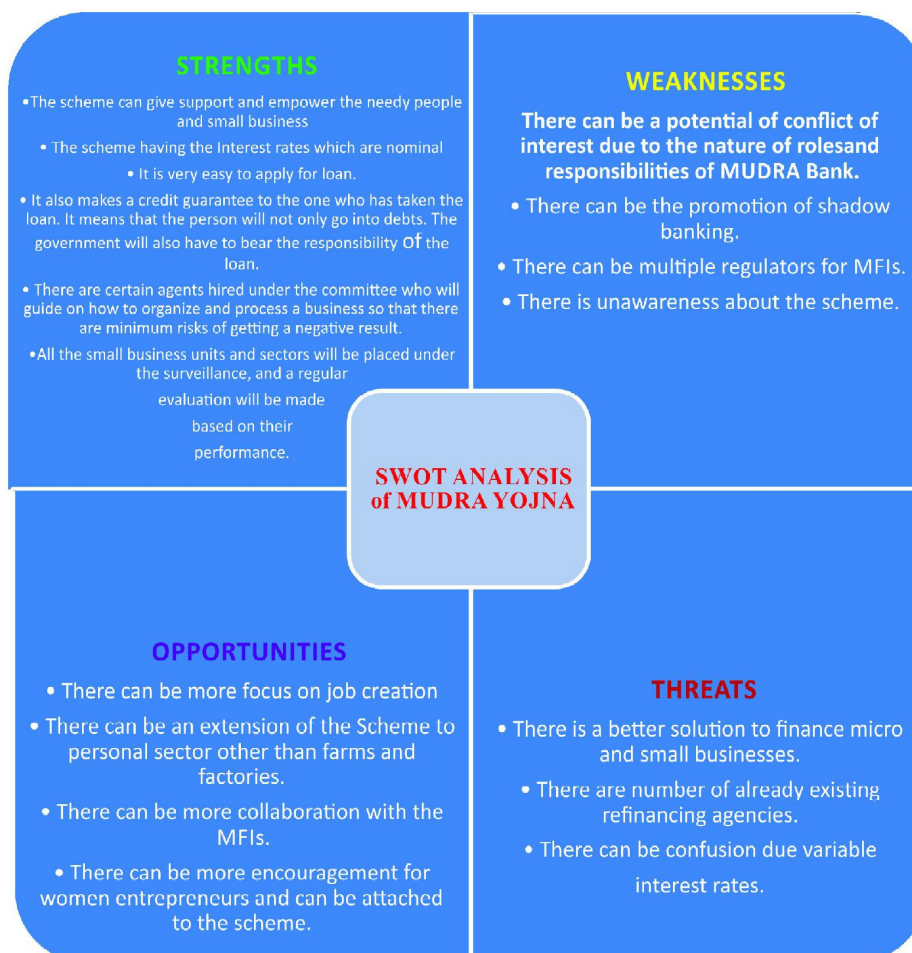 STRENGTHS
•The scheme can give support and empower the needy people
and small business
• The scheme having the Interest rates which are nominal
• It is very easy to apply for loan.
• It also makes a credit guarantee to the one who has taken the
loan. It means that the person will not only go into debts. The
government will also have to bear the responsibility of the
loan.
• There are certain agents hired under the committee who will
guide on how to organize and process a business so that there
are minimum risks of getting a negative result.
•All the small business units and sectors will be placed under
the surveillance, and a regular
evaluation will be made
based on their
performance.
WEAKNESSES
There can be a potential of conflict of
interest due to the nature of rolesand
responsibilities of MUDRA Bank.
• There can be the promotion of shadow
banking.
• There can be multiple regulators for MFIs.
• There is unawareness about the scheme.
SWOT ANALYSIS
of MUDRA YOJNA
OPPORTUNITIES
• There can be more focus on job creation
• There can be an extension of the Scheme to
personal sector other than farms and
factories.
• There can be more collaboration with the
MFIs.
• There can be more encouragement for
women entrepreneurs and can be attached
to the scheme.
THREATS
• There is a better solution to finance micro
and small businesses.
• There are number of already existing
refinancing agencies.
• There can be confusion due variable
interest rates.